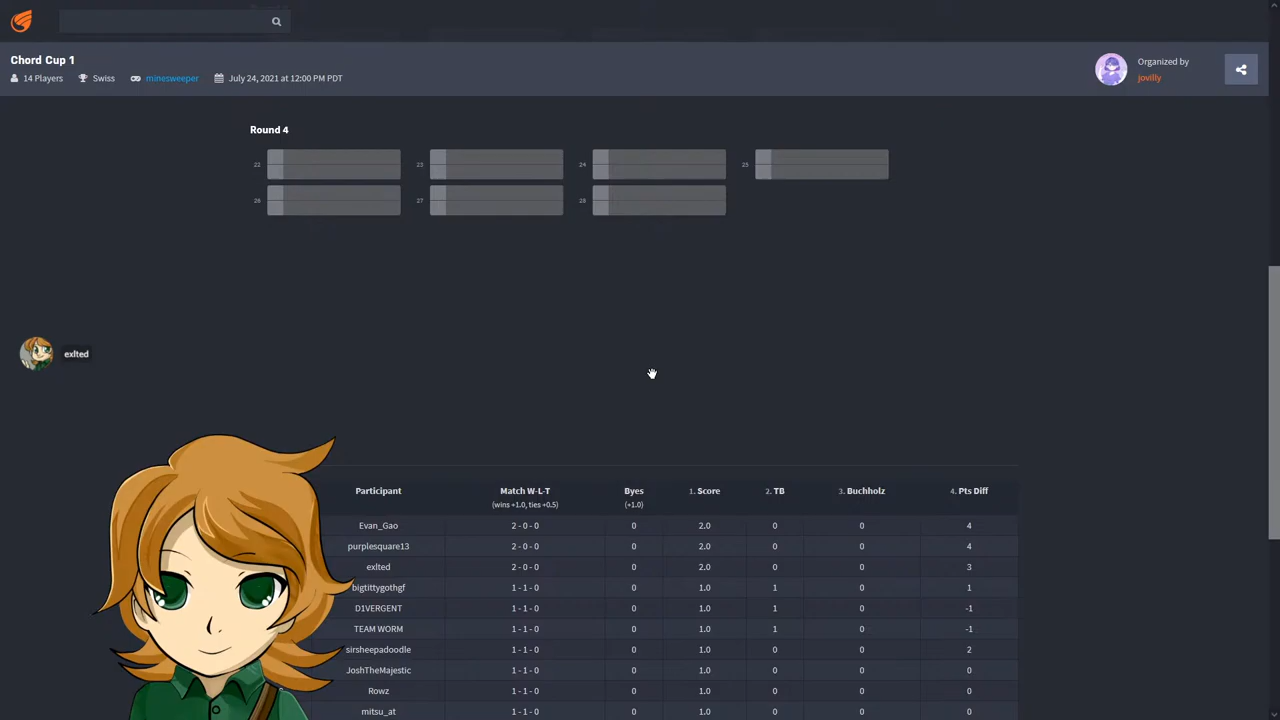 Chord Cup 1
14 Players Swiss minesweeper July 24, 2021 at 12:00 PM PDT
Organized by
jovilly
Round 4
22 23 24 25
26 27 28
exlted
Participant Match W-L-T Byes 1. Score 2. TB 3. Buchholz 4. Pts Diff
(wins +1.0, ties +0.5) (+1.0)
Evan_Gao 2 - 0 - 0 0 2.0 0 0 4
purplesquare13 2 - 0 - 0 0 2.0 0 0 4
exlted 2 - 0 - 0 0 2.0 0 0 3
bigtittygothgf 1 - 1 - 0 0 1.0 1 0 1
D1VERGENT 1 - 1 - 0 0 1.0 1 0 -1
TEAM WORM 1 - 1 - 0 0 1.0 1 0 -1
sirsheepadoodle 1 - 1 - 0 0 1.0 0 0 2
JoshTheMajestic 1 - 1 - 0 0 1.0 0 0 0
Rowz 1 - 1 - 0 0 1.0 0 0 0
mitsu_at 1 - 1 - 0 0 1.0 0 0 0